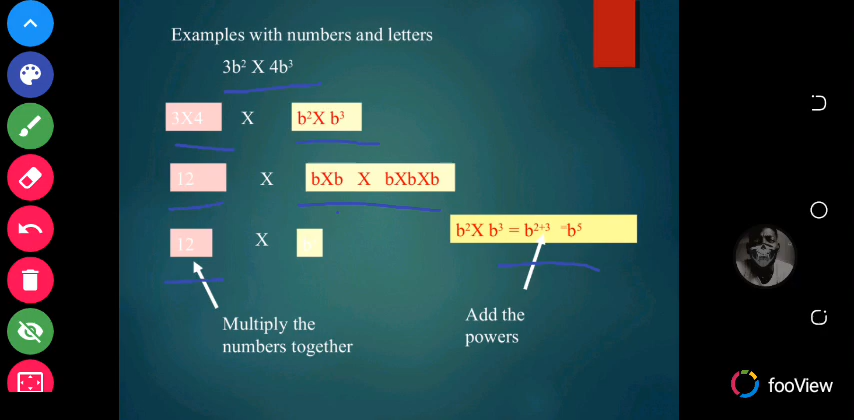 Examples with numbers and letters
3b² X 4b³
3X4 X b²X b³
12 X bXb X bXbXb
12 X
b²X b³ = b²⁺³ =b⁵
Multiply the
numbers together
Add the
powers
fooView